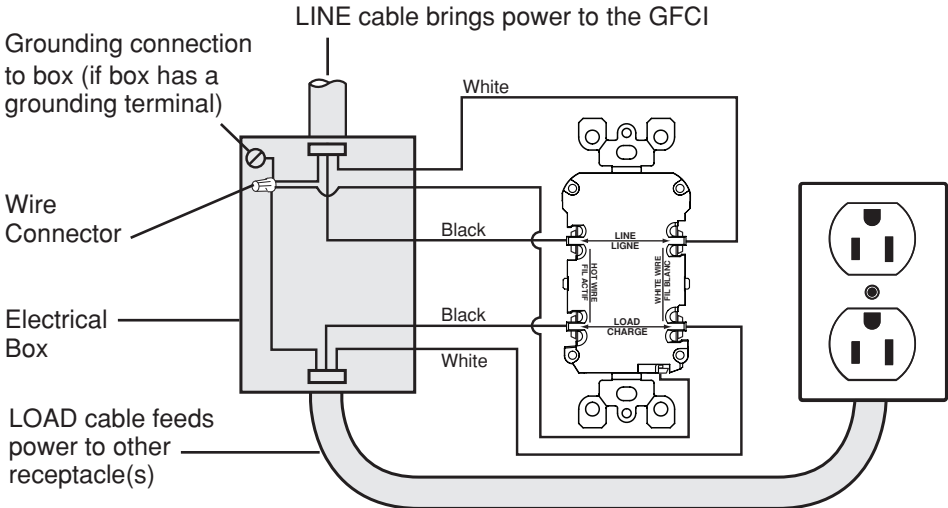 LINE cable brings power to the GFCI
Grounding connection
to box (if box has a
grounding terminal)
White
Wire
Connector
Black
LINE
LIGNE
HOT WIRE
FIL ACTIF
WHITE WIRE
FIL BLANC
Electrical
Box
Black
LOAD
CHARGE
White
LOAD cable feeds
power to other
receptacle(s)